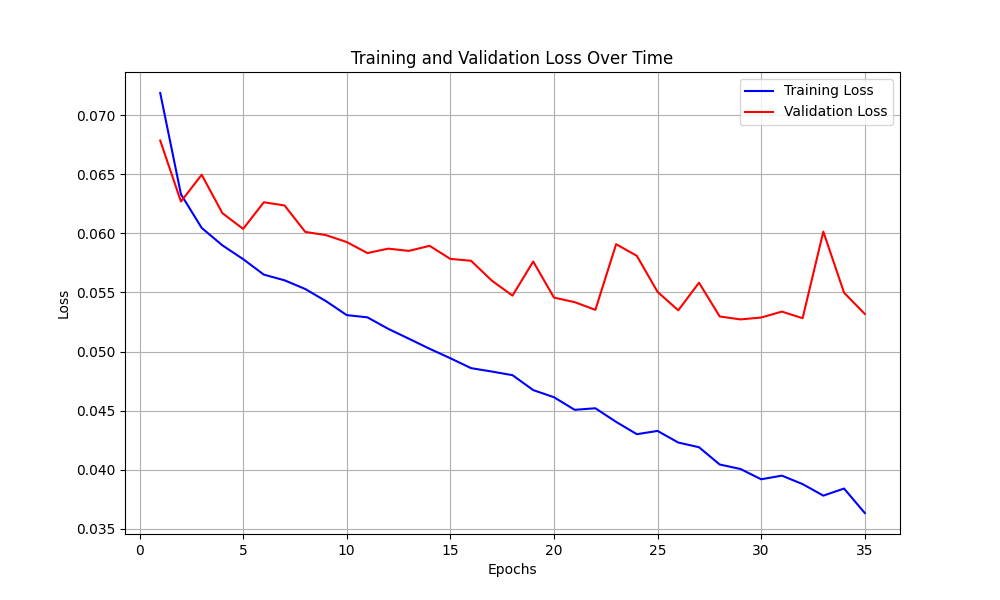 Training and Validation Loss Over Time
Training Loss
Validation Loss
Loss
0.070
0.065
0.060
0.055
0.050
0.045
0.040
0.035
0 5 10 15 20 25 30 35
Epochs